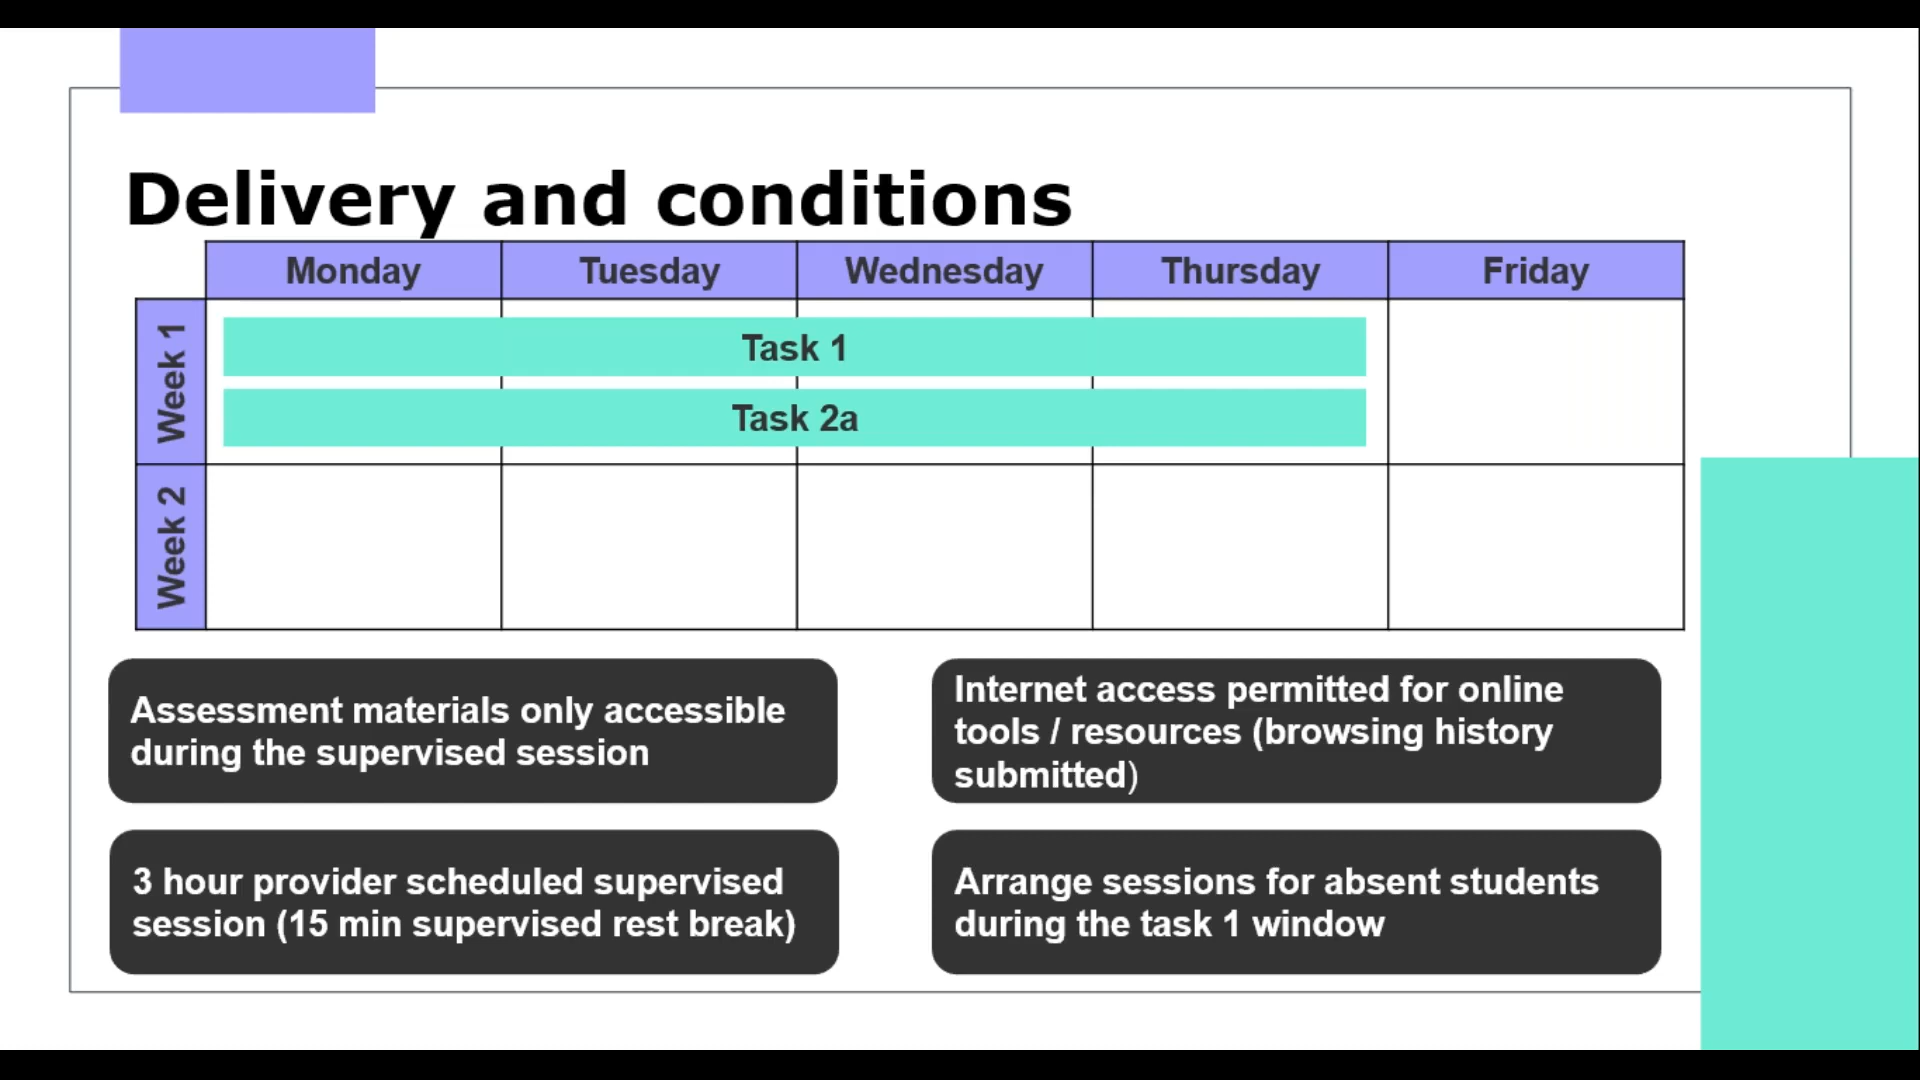 Delivery and conditions
Monday Tuesday Wednesday Thursday Friday
Week 1
Task 1
Task 2a
Week 2
Assessment materials only accessible
during the supervised session
Internet access permitted for online
tools / resources (browsing history
submitted)
3 hour provider scheduled supervised
session (15 min supervised rest break)
Arrange sessions for absent students
during the task 1 window